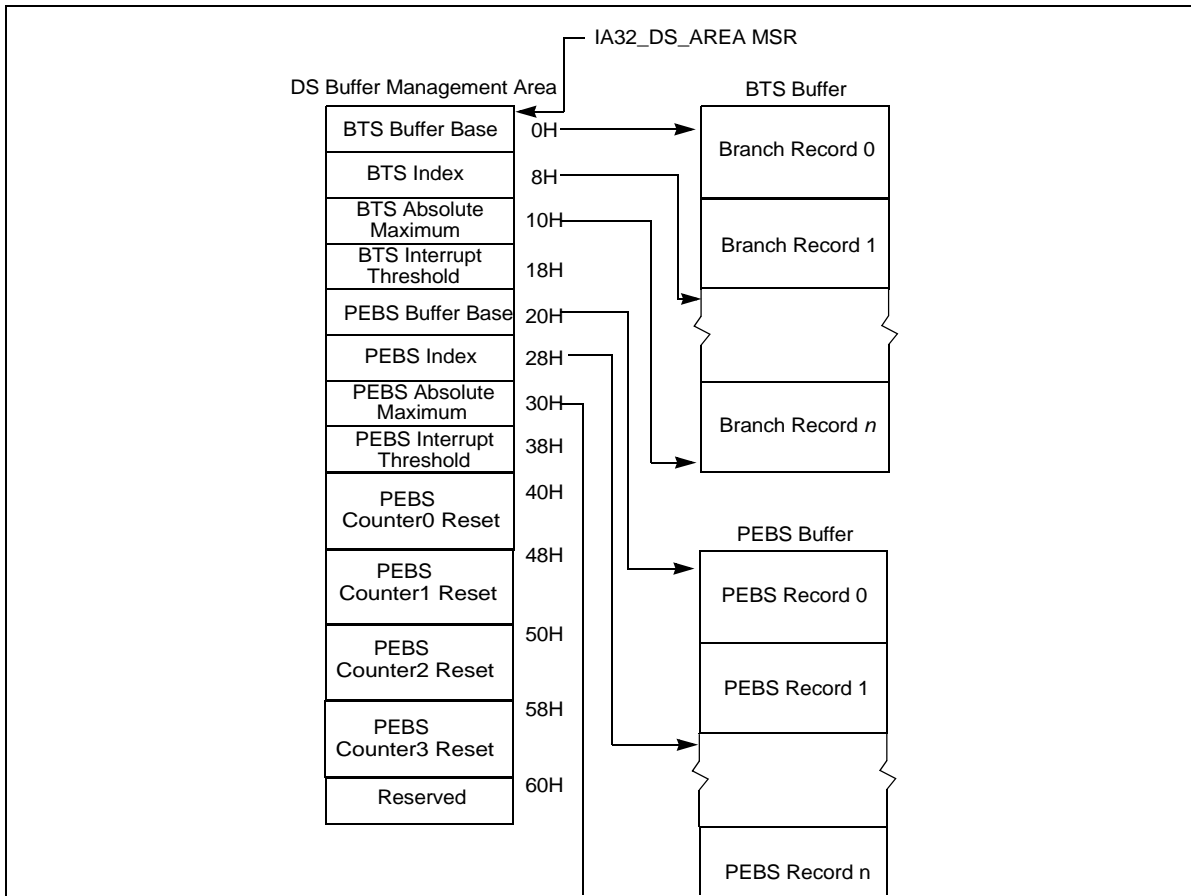 IA32_DS_AREA MSR
DS Buffer Management Area
BTS Buffer Base
0H
BTS Index
8H
BTS Absolute
Maximum
10H
BTS Interrupt
Threshold
18H
PEBS Buffer Base
20H
PEBS Index
28H
PEBS Absolute
Maximum
30H
PEBS Interrupt
Threshold
38H
PEBS
Counter0 Reset
40H
PEBS
Counter1 Reset
48H
PEBS
Counter2 Reset
50H
PEBS
Counter3 Reset
58H
Reserved
60H
BTS Buffer
Branch Record 0
Branch Record 1
Branch Record n
PEBS Buffer
PEBS Record 0
PEBS Record 1
PEBS Record n